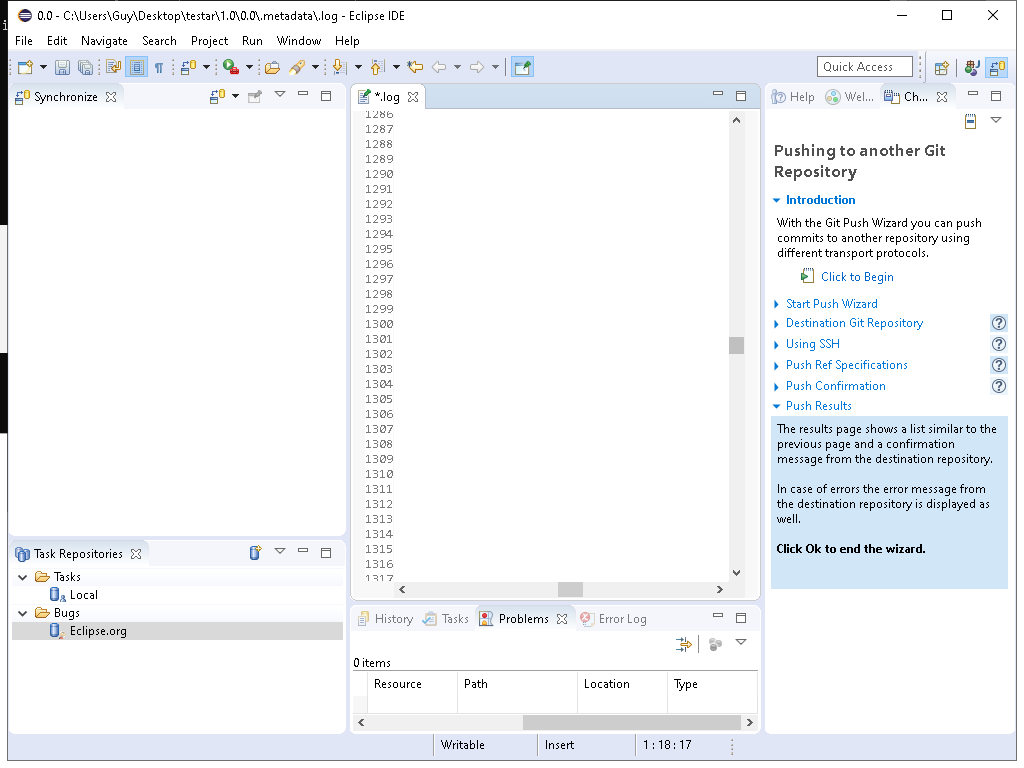 0.0 - C:\Users\Guy\Desktop\testar\1.0\0.0\.metadata\.log - Eclipse IDE
File Edit Navigate Search Project Run Window Help
Quick Access
Synchronize
*.log
1286
1287
1288
1289
1290
1291
1292
1293
1294
1295
1296
1297
1298
1299
1300
1301
1302
1303
1304
1305
1306
1307
1308
1309
1310
1311
1312
1313
1314
1315
1316
1317
Help Wel... Ch...
Pushing to another Git
Repository
Introduction
With the Git Push Wizard you can push
commits to another repository using
different transport protocols.
Click to Begin
Start Push Wizard
Destination Git Repository
Using SSH
Push Ref Specifications
Push Confirmation
Push Results
The results page shows a list similar to the
previous page and a confirmation
message from the destination repository.
In case of errors the error message from
the destination repository is displayed as
well.
Click Ok to end the wizard.
Task Repositories
Tasks
Local
Bugs
Eclipse.org
History Tasks Problems Error Log
0 items
Resource Path Location Type
Writable Insert 1 : 18 : 17